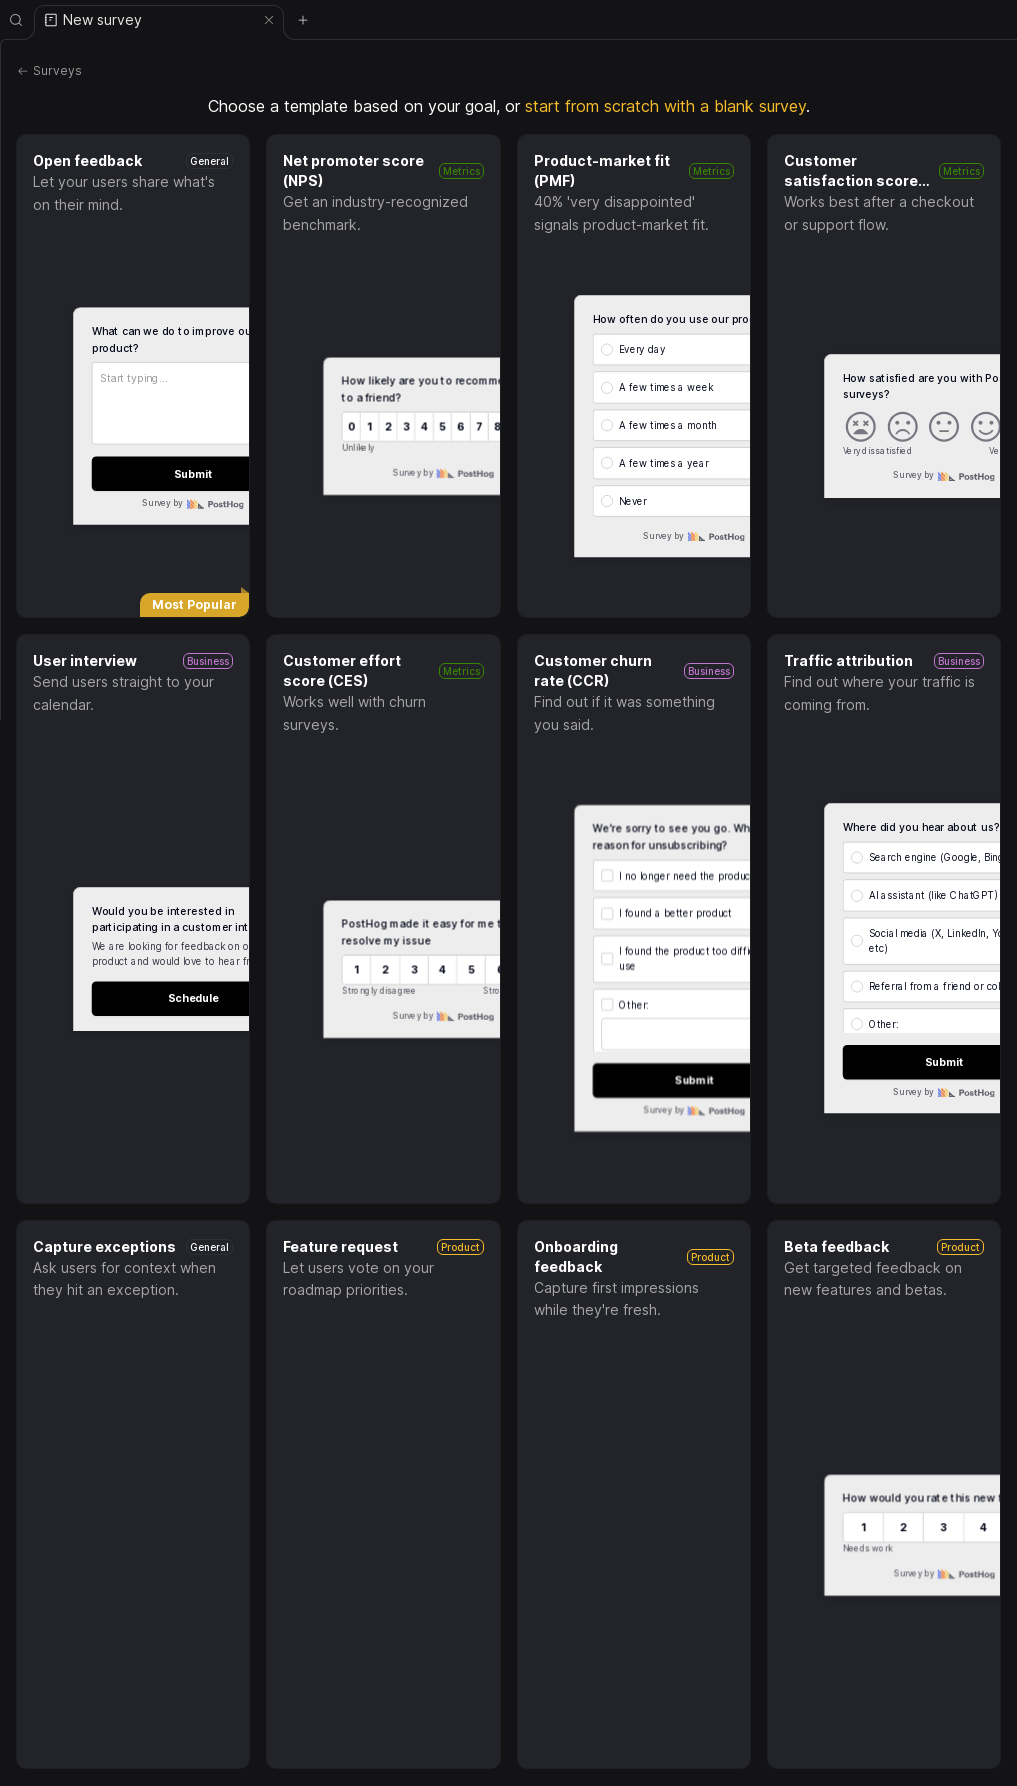 New survey
Surveys
Choose a template based on your goal, or start from scratch with a blank survey.
Open feedback
General
Let your users share what's
on their mind.
What can we do to improve ou
product?
Start typing...
Submit
Survey by PostHog
Most Popular
Net promoter score
(NPS)
Metrics
Get an industry-recognized
benchmark.
How likely are you to recomme
to a friend?
0 1 2 3 4 5 6 7 8
Unlikely
Survey by PostHog
Product-market fit
(PMF)
Metrics
40% 'very disappointed'
signals product-market fit.
How often do you use our pro
Every day
A few times a week
A few times a month
A few times a year
Never
Survey by PostHog
Customer
satisfaction score...
Metrics
Works best after a checkout
or support flow.
How satisfied are you with Po
surveys?
Very dissatisfied
Ve
Survey by PostHog
User interview
Business
Send users straight to your
calendar.
Would you be interested in
participating in a customer int
We are looking for feedback on o
product and would love to hear fr
Schedule
Customer effort
score (CES)
Metrics
Works well with churn
surveys.
PostHog made it easy for me t
resolve my issue
1 2 3 4 5 6
Strongly disagree
Stro
Survey by PostHog
Customer churn
rate (CCR)
Business
Find out if it was something
you said.
We're sorry to see you go. Wh
reason for unsubscribing?
I no longer need the produc
I found a better product
I found the product too diffi
use
Other:
Submit
Survey by PostHog
Traffic attribution
Business
Find out where your traffic is
coming from.
Where did you hear about us?
Search engine (Google, Bing
AI assistant (like ChatGPT)
Social media (X, LinkedIn, Yo
etc)
Referral from a friend or col
Other:
Submit
Survey by PostHog
Capture exceptions
General
Ask users for context when
they hit an exception.
Feature request
Product
Let users vote on your
roadmap priorities.
Onboarding
feedback
Product
Capture first impressions
while they're fresh.
Beta feedback
Product
Get targeted feedback on
new features and betas.
How would you rate this new f
1 2 3 4
Needs work
Survey by PostHog